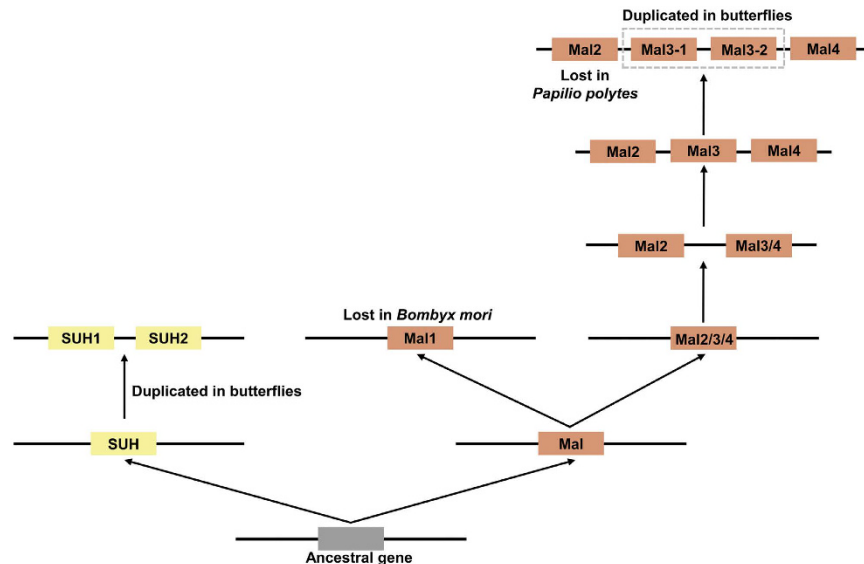 Duplicated in butterflies
Mal2 Mal3-1 Mal3-2 Mal4
Lost in
Papilio polytes
Mal2 Mal3 Mal4
Mal2 Mal3/4
Lost in Bombyx mori
SUH1 SUH2 Mal1 Mal2/3/4
Duplicated in butterflies
SUH Mal
Ancestral gene